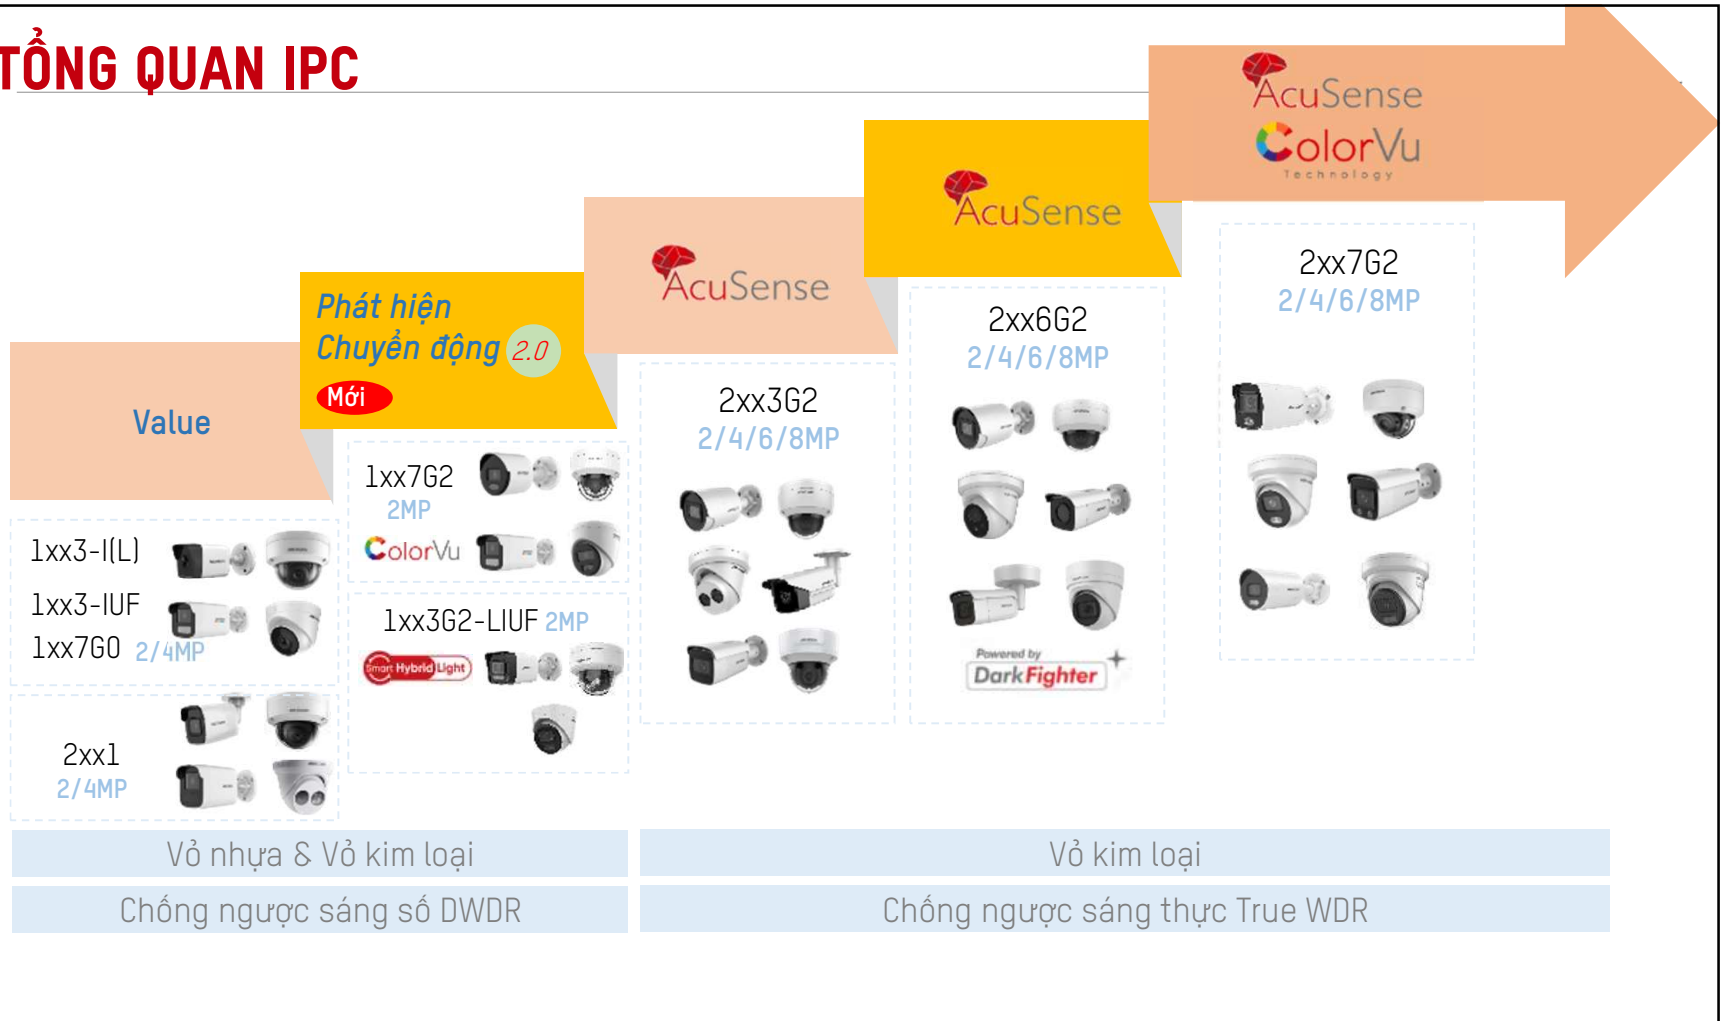 TỔNG QUAN IPC
Value
1xx3-I(L)
1xx3-IUF
1xx7G0 2/4MP
2xx1
2/4MP
Phát hiện
Chuyển động 2.0
Mới
1xx7G2
2MP
ColorVu
1xx3G2-LIUF 2MP
Smart Hybrid Light
AcuSense
2xx3G2
2/4/6/8MP
AcuSense
2xx6G2
2/4/6/8MP
Powered by
DarkFighter
AcuSense
ColorVu
Technology
2xx7G2
2/4/6/8MP
Vỏ nhựa & Vỏ kim loại
Vỏ kim loại
Chống ngược sáng số DWDR
Chống ngược sáng thực True WDR